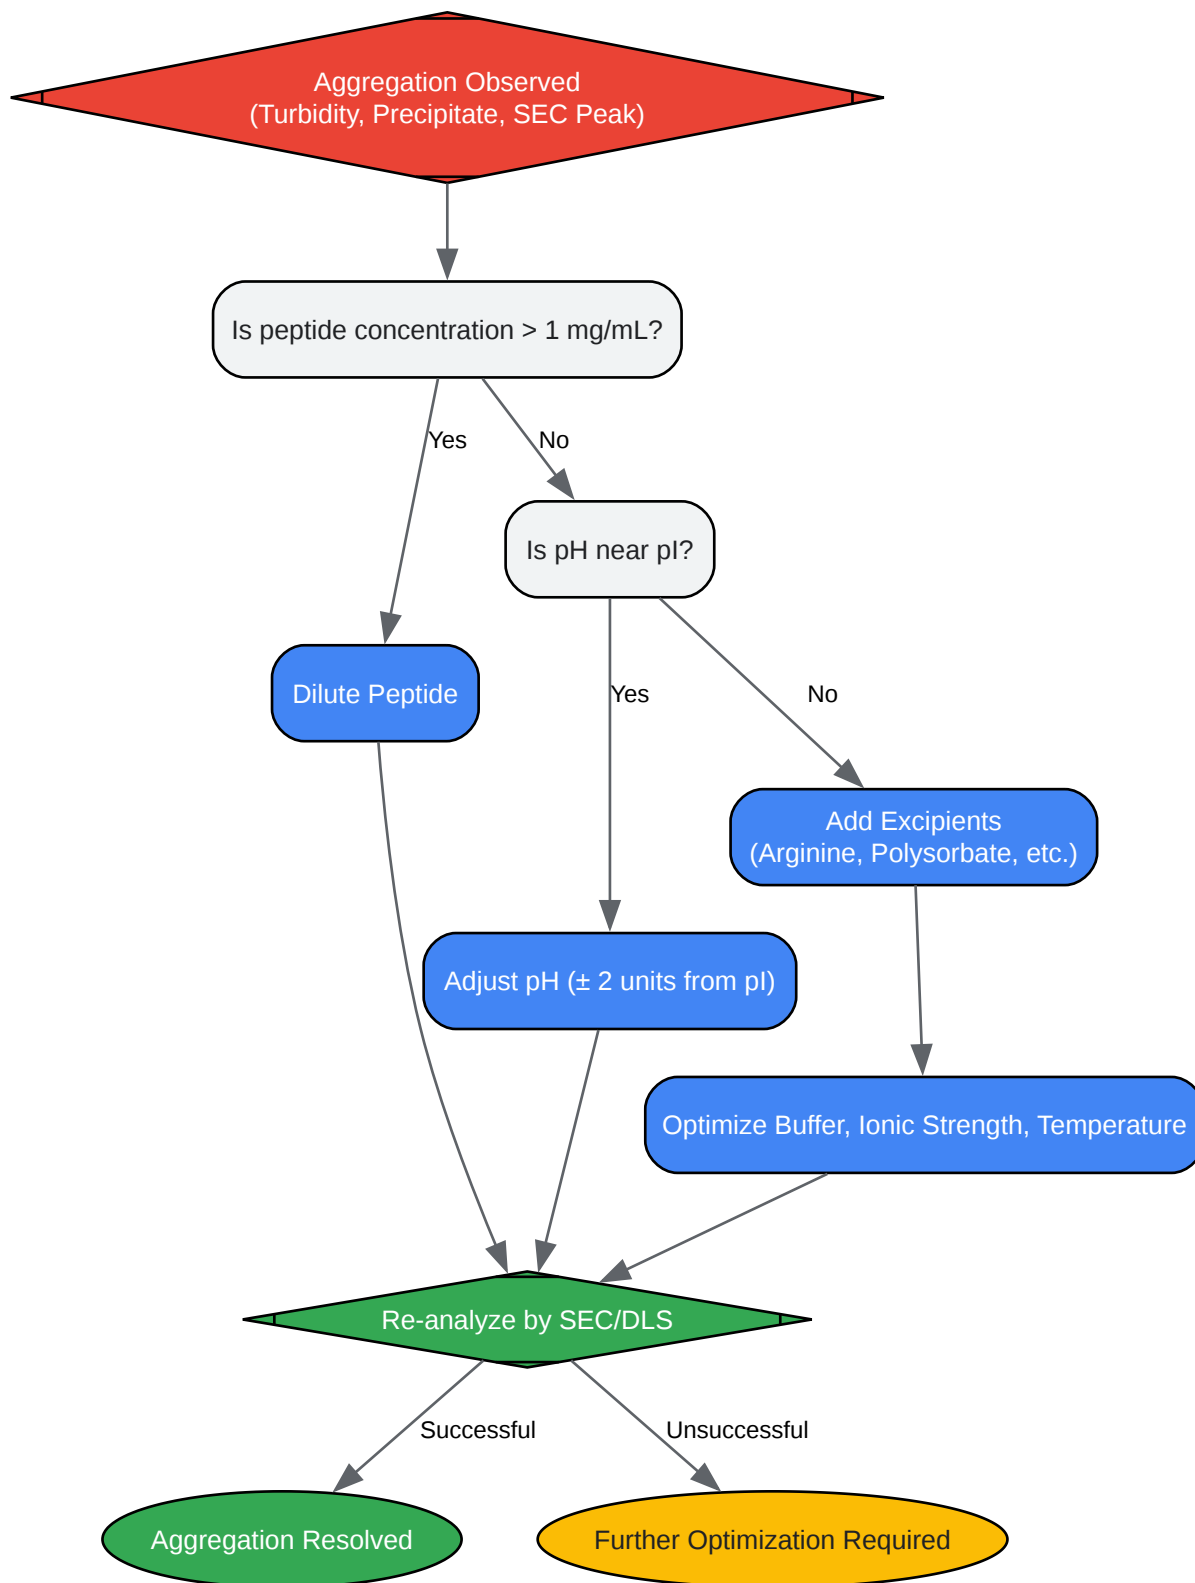 Aggregation Observed
(Turbidity, Precipitate, SEC Peak)
Is peptide concentration > 1 mg/mL?
Yes
No
Is pH near pI?
Dilute Peptide
Yes
No
Add Excipients
(Arginine, Polysorbate, etc.)
Adjust pH (± 2 units from pI)
Optimize Buffer, Ionic Strength, Temperature
Re-analyze by SEC/DLS
Successful
Unsuccessful
Aggregation Resolved
Further Optimization Required